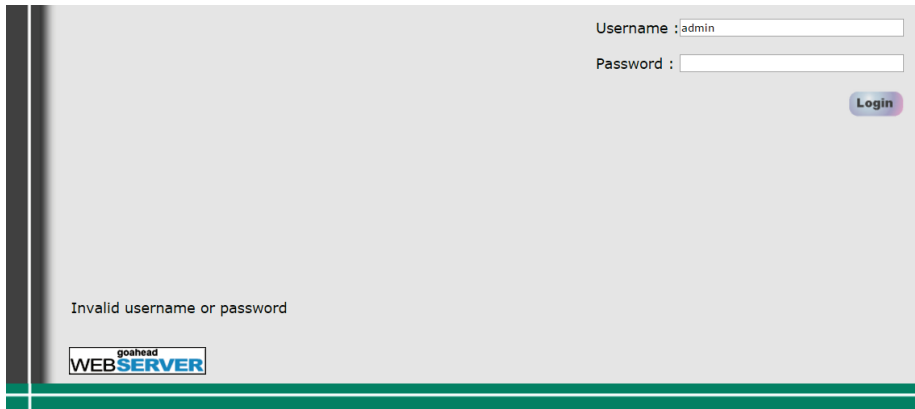 Username : admin
Password :
Login
Invalid username or password
goahead
WEBSERVER